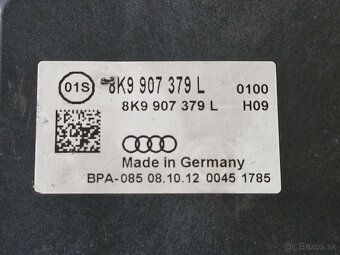 01S 8K9 907 379 L 0100
8K9 907 379 L H09
Made in Germany
BPA-085 08.10.12 0045 1785
Bazos.sk